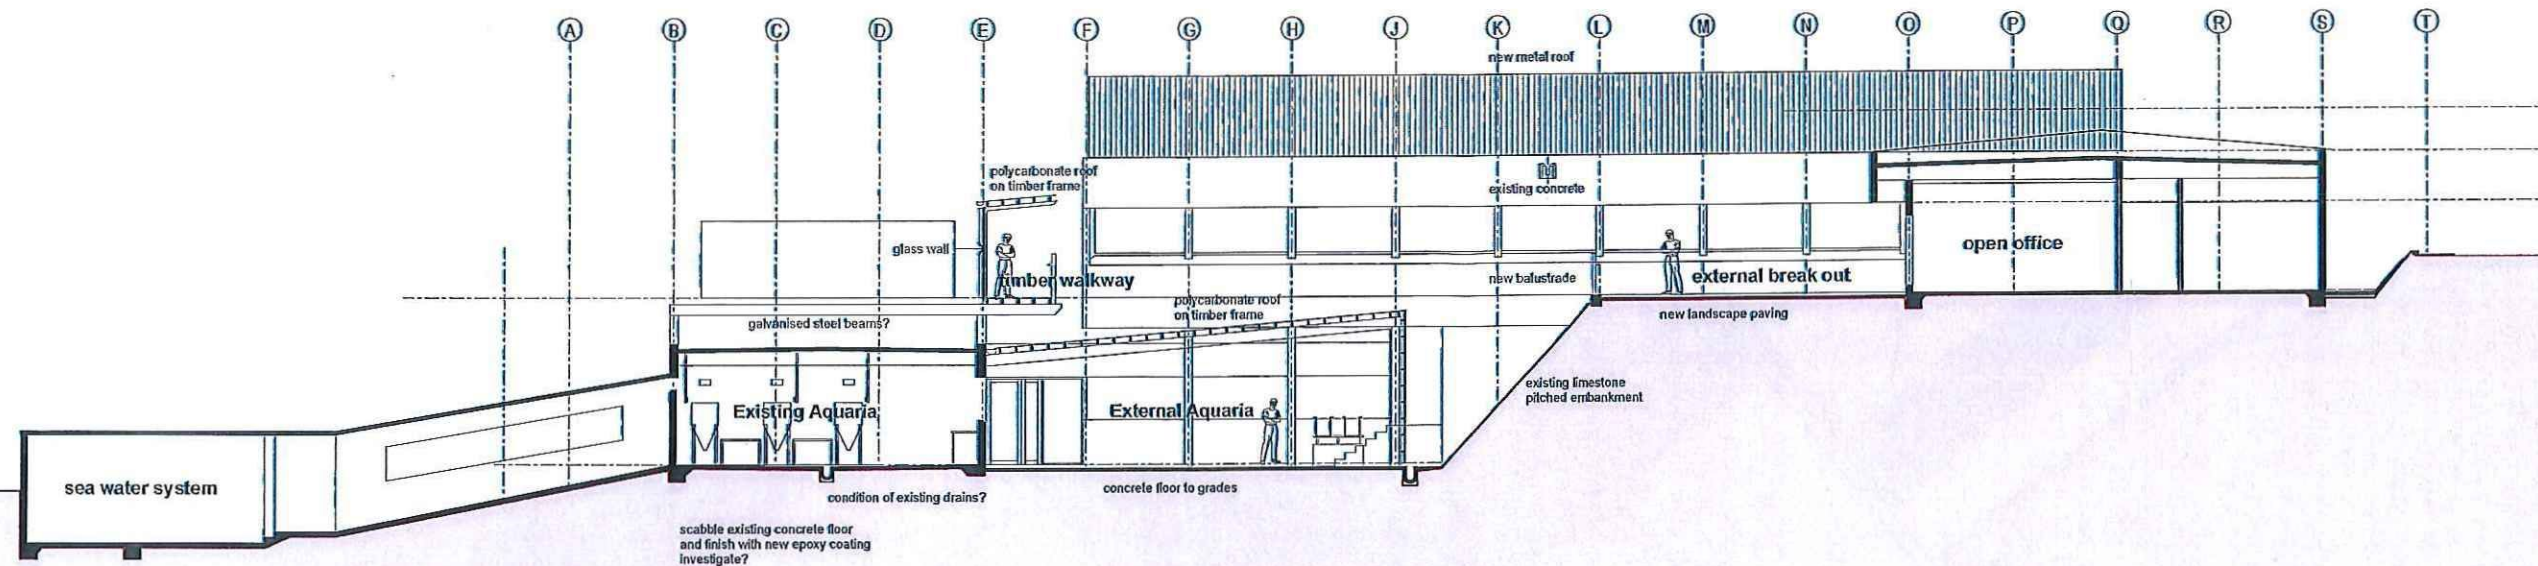 A B C D E F G H J K L M N O P Q R S T
new metal roof
polycarbonate roof
on timber frame
existing concrete
glass wall
open office
timber walkway
new balustrade
external break out
polycarbonate roof
on timber frame
galvanised steel beams?
new landscape paving
existing limestone
pitched embankment
Existing Aquaria
External Aquaria
sea water system
concrete floor to grades
condition of existing drains?
scabble existing concrete floor
and finish with new epoxy coating
investigate?